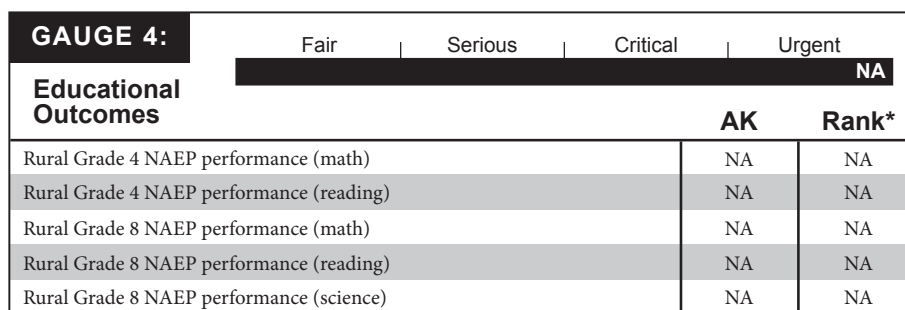 GAUGE 4:
Fair Serious Critical Urgent
NA
Educational
Outcomes
AK Rank*
Rural Grade 4 NAEP performance (math) NA NA
Rural Grade 4 NAEP performance (reading) NA NA
Rural Grade 8 NAEP performance (math) NA NA
Rural Grade 8 NAEP performance (reading) NA NA
Rural Grade 8 NAEP performance (science) NA NA